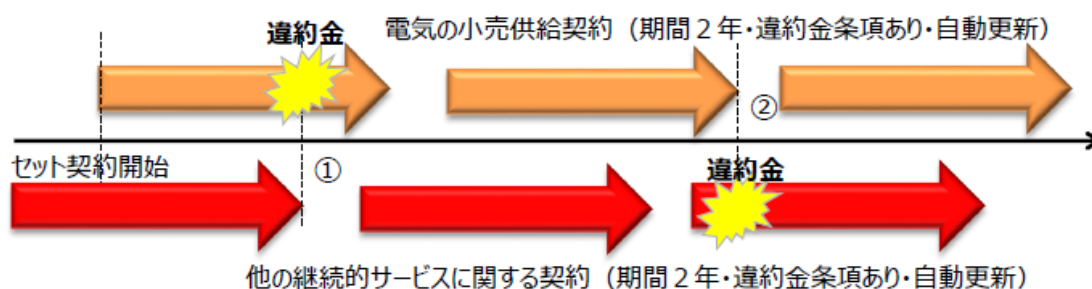 違約金
電気の小売供給契約（期間２年・違約金条項あり・自動更新）
②
セット契約開始
①
違約金
他の継続的サービスに関する契約（期間２年・違約金条項あり・自動更新）